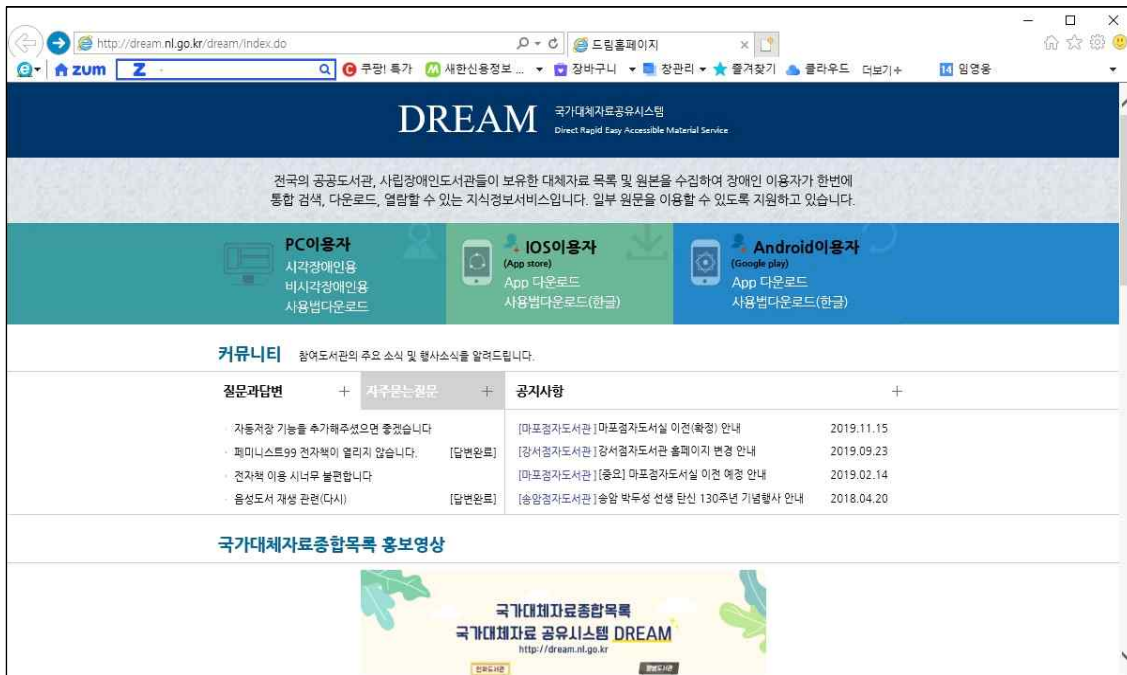 http://dream.nl.go.kr/dream/index.do
드림홈페이지
zum
쿠팡! 특가
새한신용정보 ...
장바구니
창관리
즐겨찾기
클라우드
더보기+
14 임영웅
DREAM
국가대체자료공유시스템
Direct Rapid Easy Accessible Material Service
전국의 공공도서관, 사립장애인도서관들이 보유한 대체자료 목록 및 원본을 수집하여 장애인 이용자가 한번에
통합 검색, 다운로드, 열람할 수 있는 지식정보서비스입니다. 일부 원문을 이용할 수 있도록 지원하고 있습니다.
PC이용자
시각장애인용
비시각장애인용
사용법다운로드
IOS이용자
(App store)
App 다운로드
사용법다운로드(한글)
Android이용자
(Google play)
App 다운로드
사용법다운로드(한글)
커뮤니티 참여도서관의 주요 소식 및 행사소식을 알려드립니다.
질문과답변 +
자주묻는질문 +
공지사항 +
· 자동저장 기능을 추가해주셨으면 좋겠습니다
· 페미니스트99 전자책이 열리지 않습니다. [답변완료]
· 전자책 이용 시너무 불편합니다
· 음성도서 재생 관련(다시) [답변완료]
[마포점자도서관]마포점자도서실 이전(확정) 안내 2019.11.15
[강서점자도서관]강서점자도서관 홈페이지 변경 안내 2019.09.23
[마포점자도서관][중요] 마포점자도서실 이전 예정 안내 2019.02.14
[송암점자도서관]송암 박두성 선생 탄신 130주년 기념행사 안내 2018.04.20
국가대체자료종합목록 홍보영상
국가대체자료종합목록
국가대체자료 공유시스템 DREAM
http://dream.nl.go.kr